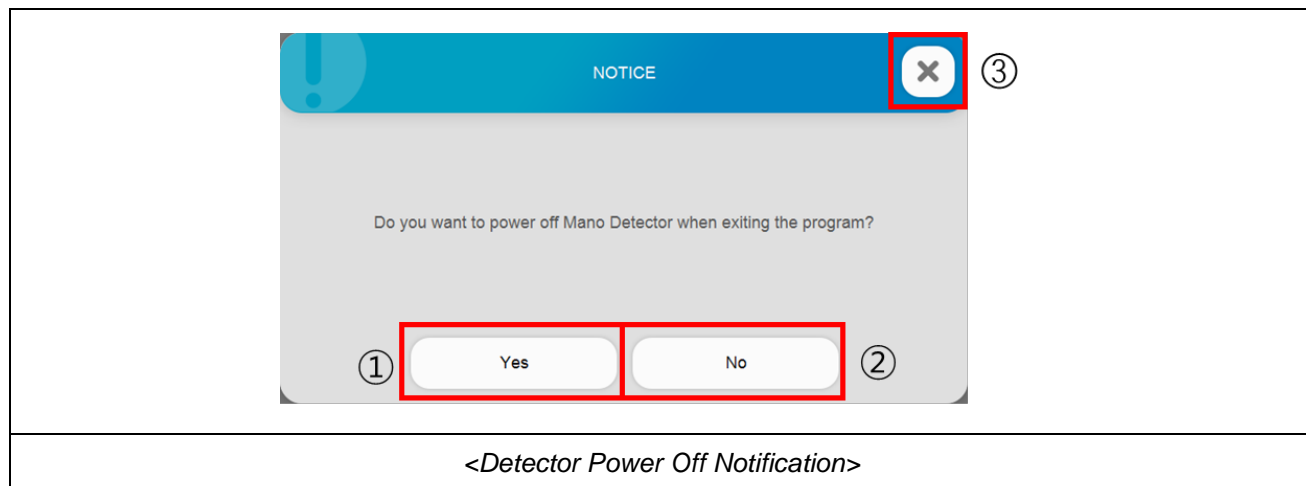 NOTICE
③
Do you want to power off Mano Detector when exiting the program?
① Yes No ②
<Detector Power Off Notification>